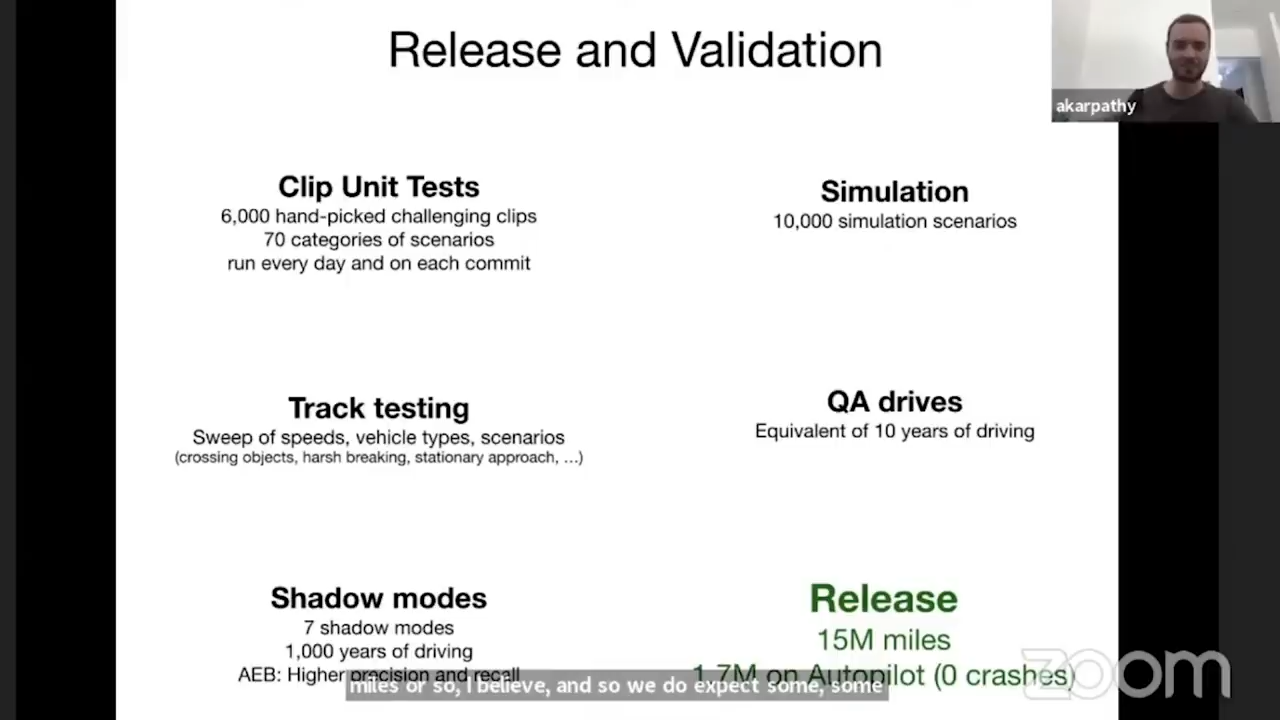 Release and Validation
akarpathy
Clip Unit Tests
6,000 hand-picked challenging clips
70 categories of scenarios
run every day and on each commit
Simulation
10,000 simulation scenarios
Track testing
Sweep of speeds, vehicle types, scenarios
(crossing objects, harsh breaking, stationary approach, ...)
QA drives
Equivalent of 10 years of driving
Shadow modes
7 shadow modes
1,000 years of driving
AEB: Higher precision and recall
Release
15M miles
1.7M on Autopilot (0 crashes)
miles or so, I believe, and so we do expect some, some
zoom